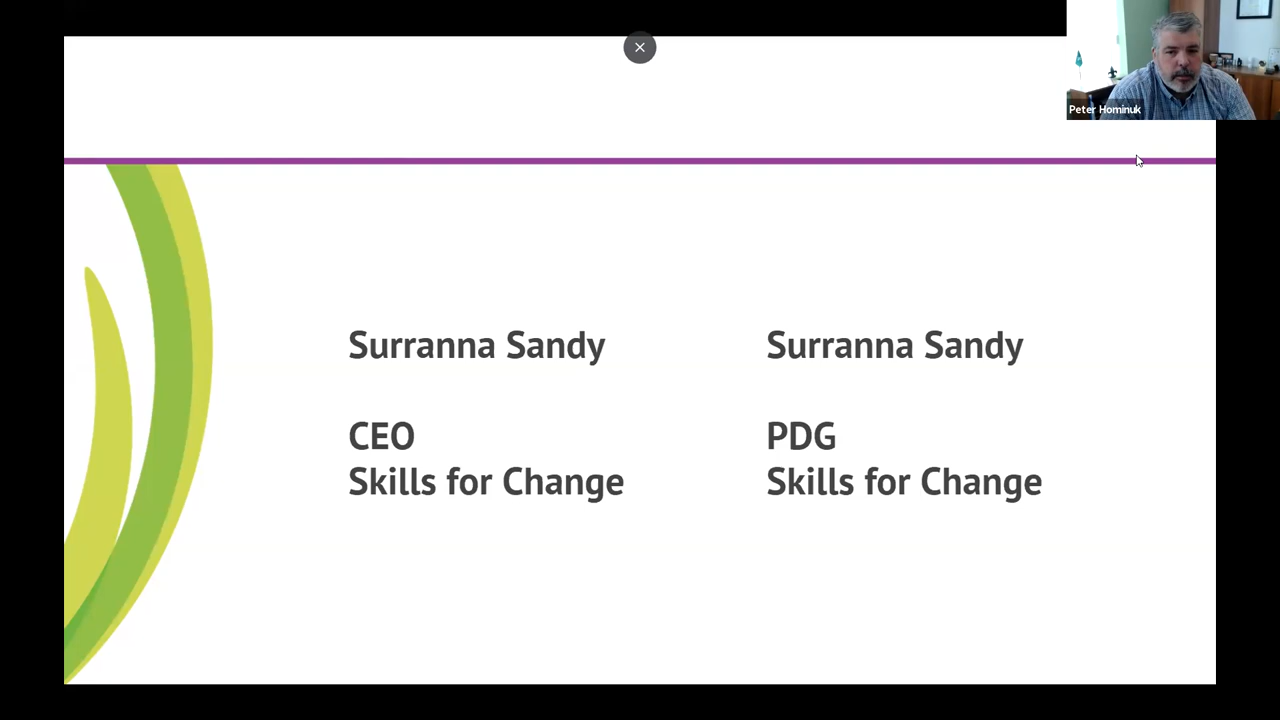 Peter Hominuk
Surranna Sandy
CEO
Skills for Change
Surranna Sandy
PDG
Skills for Change